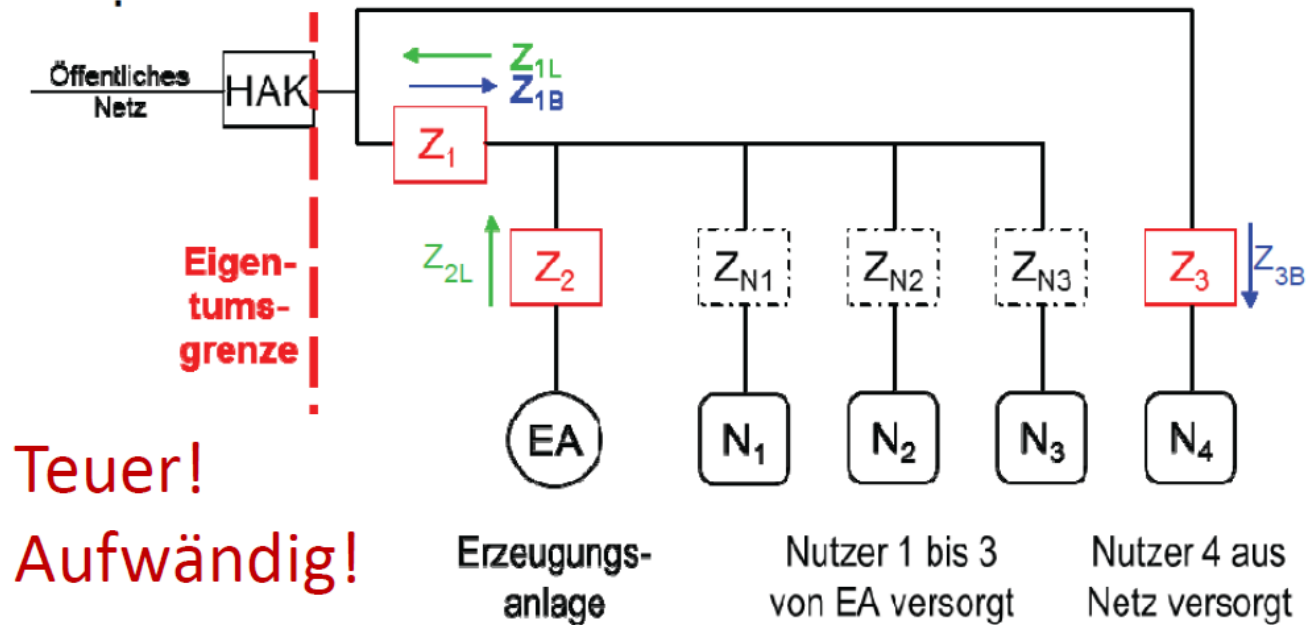 Öffentliches
Netz
HAK
Z1L
Z1B
Z1
Eigen-
tums-
grenze
Z2L
Z2
ZN1
ZN2
ZN3
Z3
Z3B
EA
N1
N2
N3
N4
Teuer!
Aufwändig!
Erzeugungs-
anlage
Nutzer 1 bis 3
von EA versorgt
Nutzer 4 aus
Netz versorgt